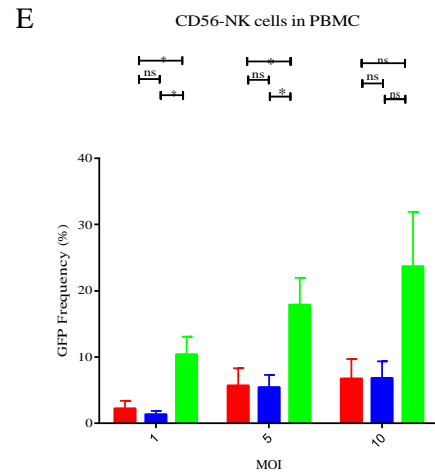 E
CD56-NK cells in PBMC
* * ns
ns ns ns
* * ns
40
30
20
10
0
GFP Frequency (%)
1 5 10
MOI